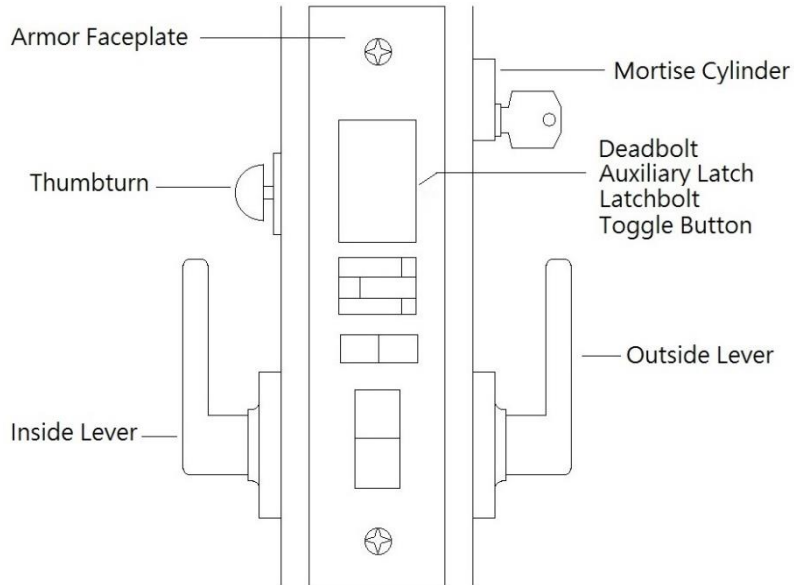 Armor Faceplate
Mortise Cylinder
Deadbolt
Auxiliary Latch
Latchbolt
Toggle Button
Thumbturn
Outside Lever
Inside Lever